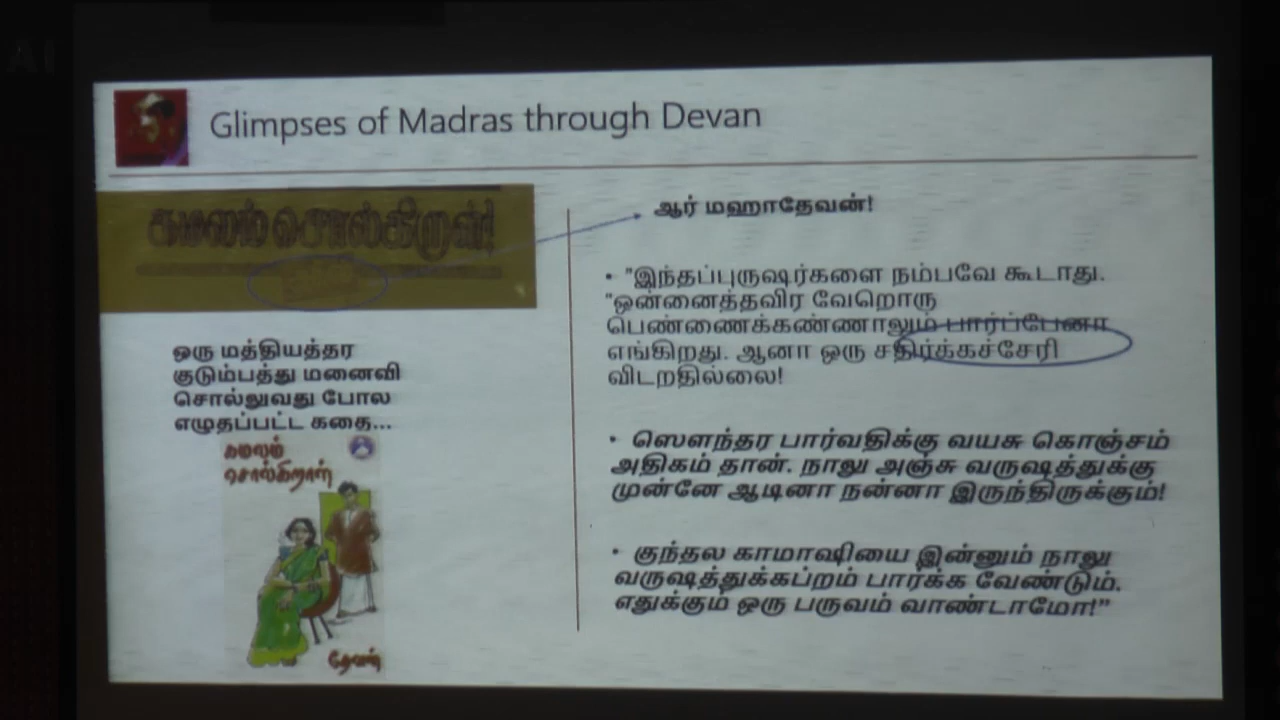 Glimpses of Madras through Devan
கமலம் சொல்கிறாள்!
ஆர் மஹாதேவன்!
• "இந்தப்புருஷர்களை நம்பவே கூடாது.
"ஒன்னைத்தவிர வேறொரு
பெண்ணைக்கண்ணாலும் பார்ப்பேனா
எங்கிறது. ஆனா ஒரு சதிர்க்கச்சேரி
விடறதில்லை!
• ஸௌந்தர பார்வதிக்கு வயசு கொஞ்சம்
அதிகம் தான். நாலு அஞ்சு வருஷத்துக்கு
முன்னே ஆடினா நன்னா இருந்திருக்கும்!
• குந்தல காமாஷியை இன்னும் நாலு
வருஷத்துக்கப்றம் பார்க்க வேண்டும்.
எதுக்கும் ஒரு பருவம் வாண்டாமோ!”
ஒரு மத்தியத்தர
குடும்பத்து மனைவி
சொல்லுவது போல
எழுதப்பட்ட கதை...
கமலம்
சொல்கிறாள்
தேவன்